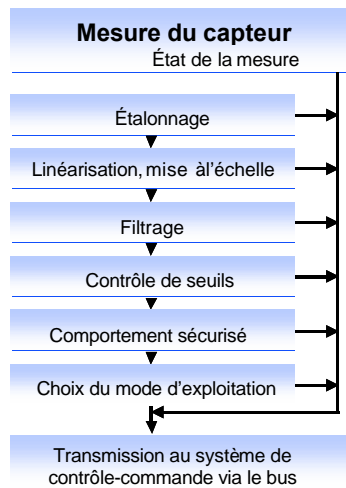 Mesure du capteur
État de la mesure
Étalonnage
Linéarisation, mise àl'échelle
Filtrage
Contrôle de seuils
Comportement sécurisé
Choix du mode d'exploitation
Transmission au système de
contrôle-commande via le bus